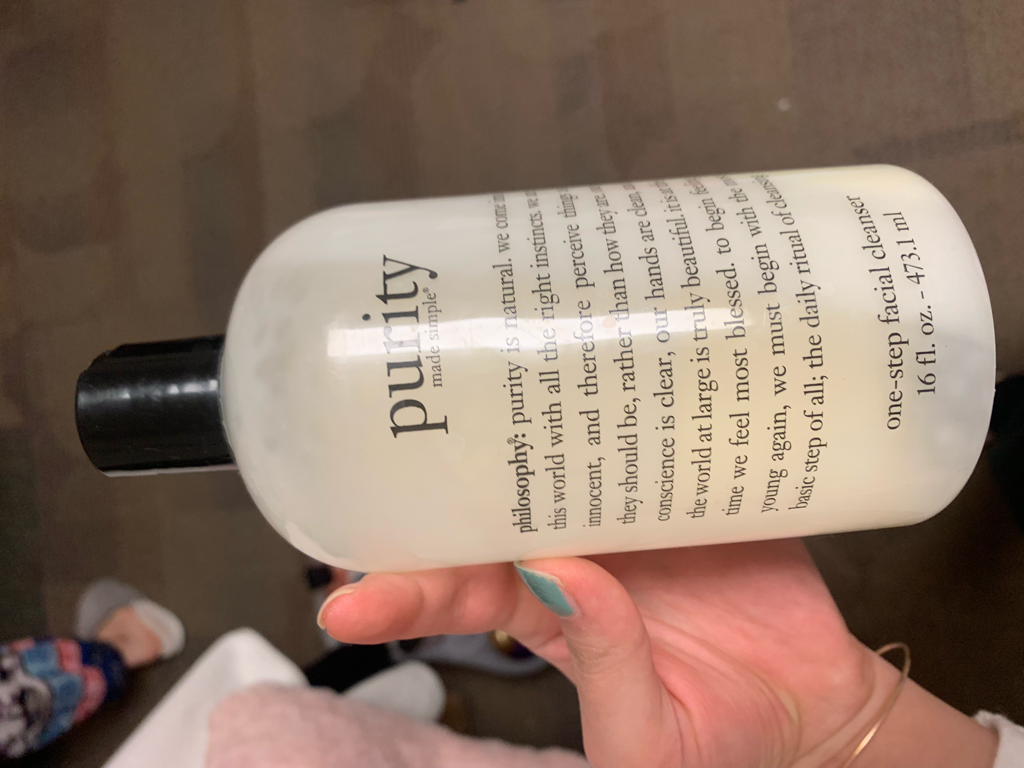 purity
made simple®
philosophy®: purity is natural. we come
this world with all the right instincts. we
innocent, and therefore perceive things
they should be, rather than how they are
conscience is clear, our hands are clean
the world at large is truly beautiful. it is
time we feel most blessed. to begin
young again, we must begin with the
basic step of all; the daily ritual of
one-step facial cleanser
16 fl. oz. - 473.1 ml